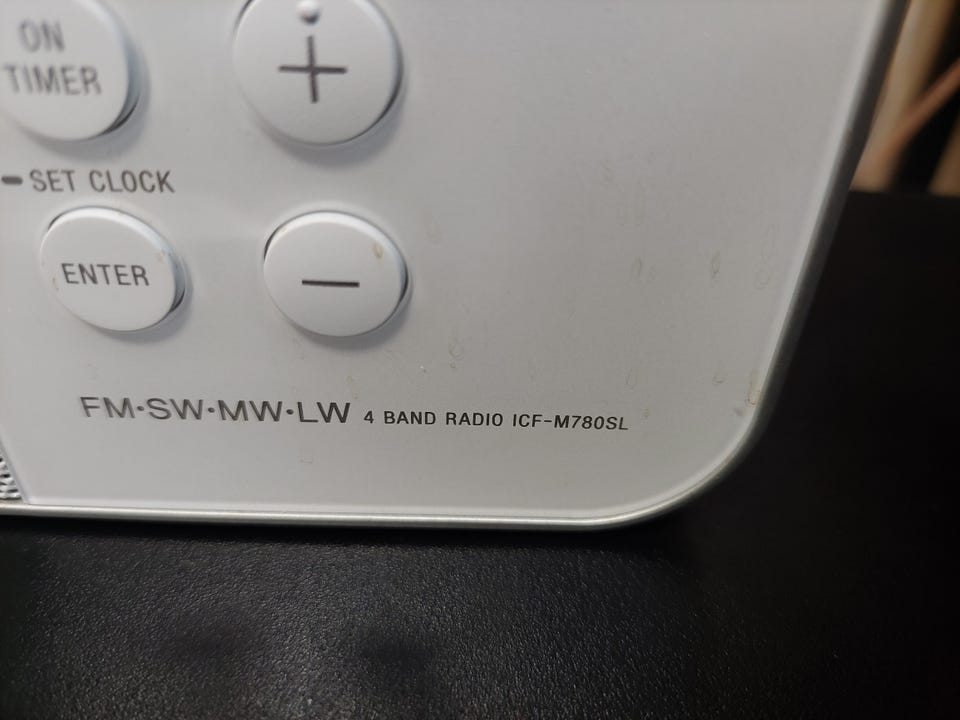 ON
TIMER
+
SET CLOCK
ENTER
−
FM·SW·MW·LW 4 BAND RADIO ICF-M780SL